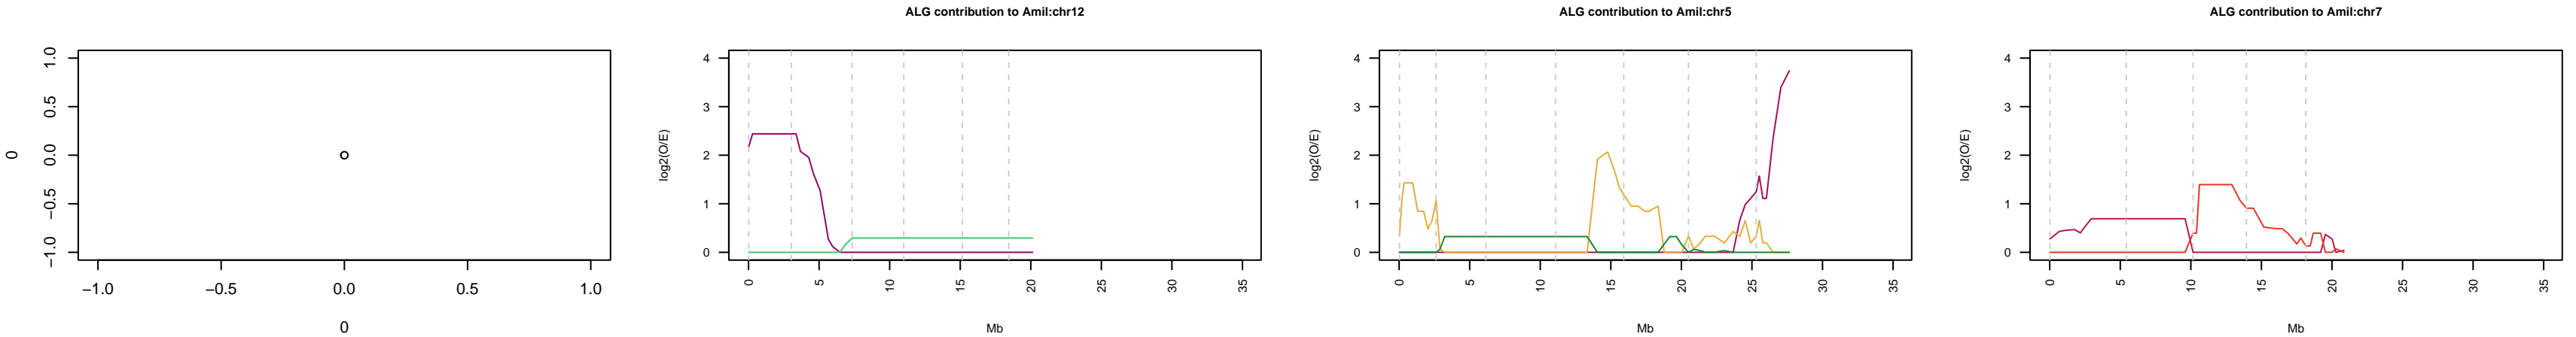 ALG contribution to Amil:chr12
ALG contribution to Amil:chr5
ALG contribution to Amil:chr7
0
−1.0
−0.5
0.0
0.5
1.0
−1.0 −0.5 0.0 0.5 1.0
0
log2(O/E)
0
1
2
3
4
0 5 10 15 20 25 30 35
Mb
log2(O/E)
0
1
2
3
4
0 5 10 15 20 25 30 35
Mb
log2(O/E)
0
1
2
3
4
0 5 10 15 20 25 30 35
Mb